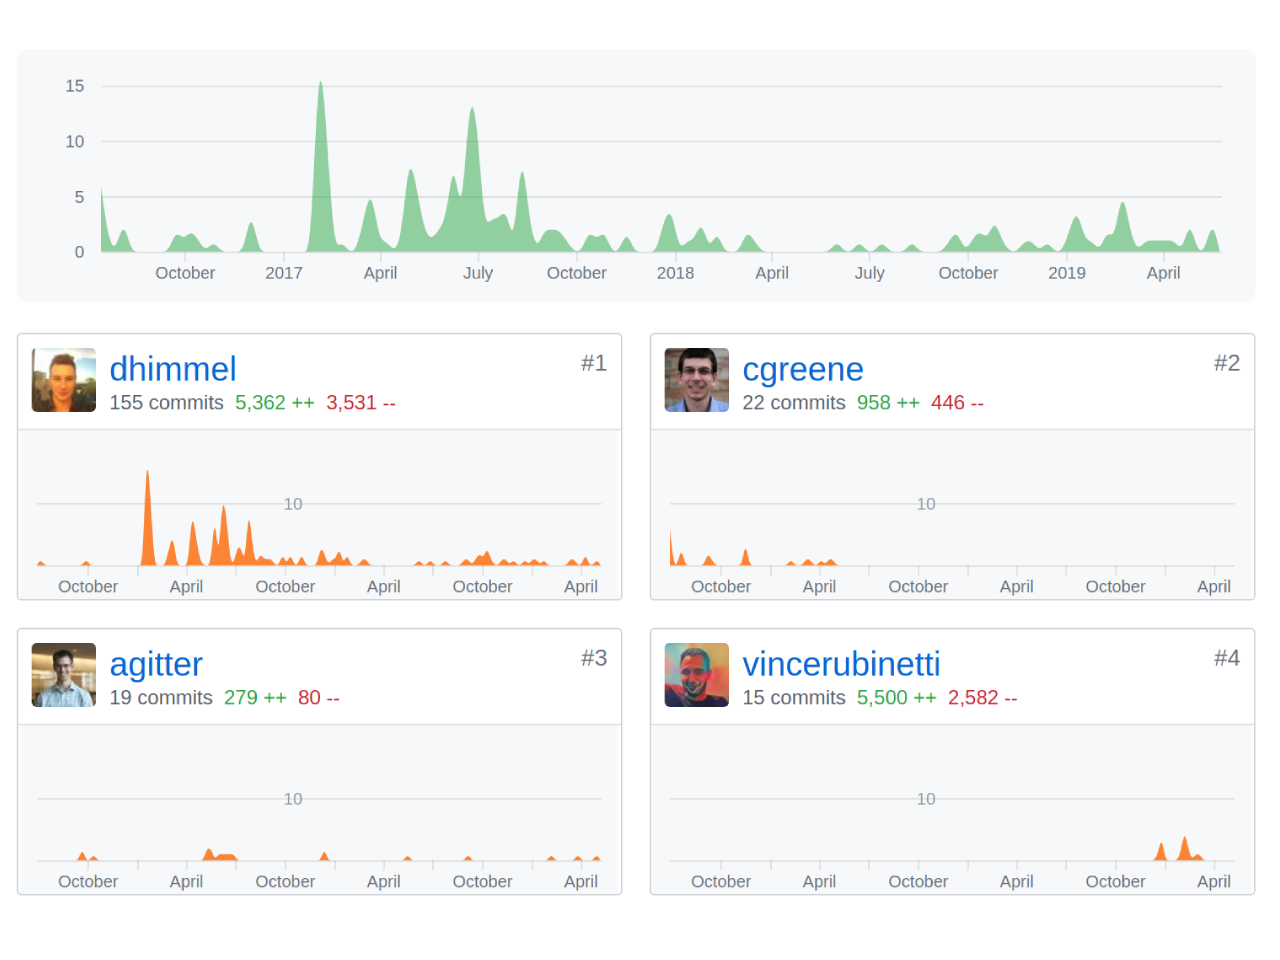 15
10
5
0
October 2017 April July October 2018 April July October 2019 April
dhimmel #1
155 commits 5,362 ++ 3,531 --
10
October April October April October April
cgreene #2
22 commits 958 ++ 446 --
10
October April October April October April
agitter #3
19 commits 279 ++ 80 --
10
October April October April October April
vincerubinetti #4
15 commits 5,500 ++ 2,582 --
10
October April October April October April